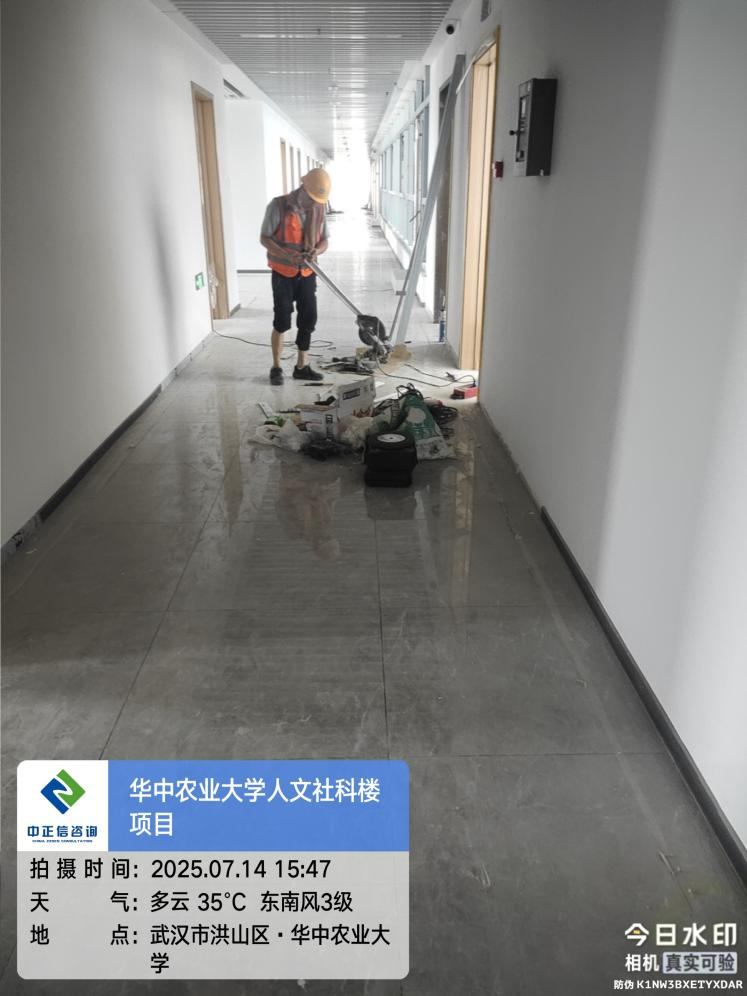 中正信咨询
华中农业大学人文社科楼
项目
拍摄时间：2025.07.14 15:47
天气：多云 35°C 东南风3级
地点：武汉市洪山区·华中农业大
学
今日水印
相机 真实可验
防伪 K1NW3BXETYXDAR